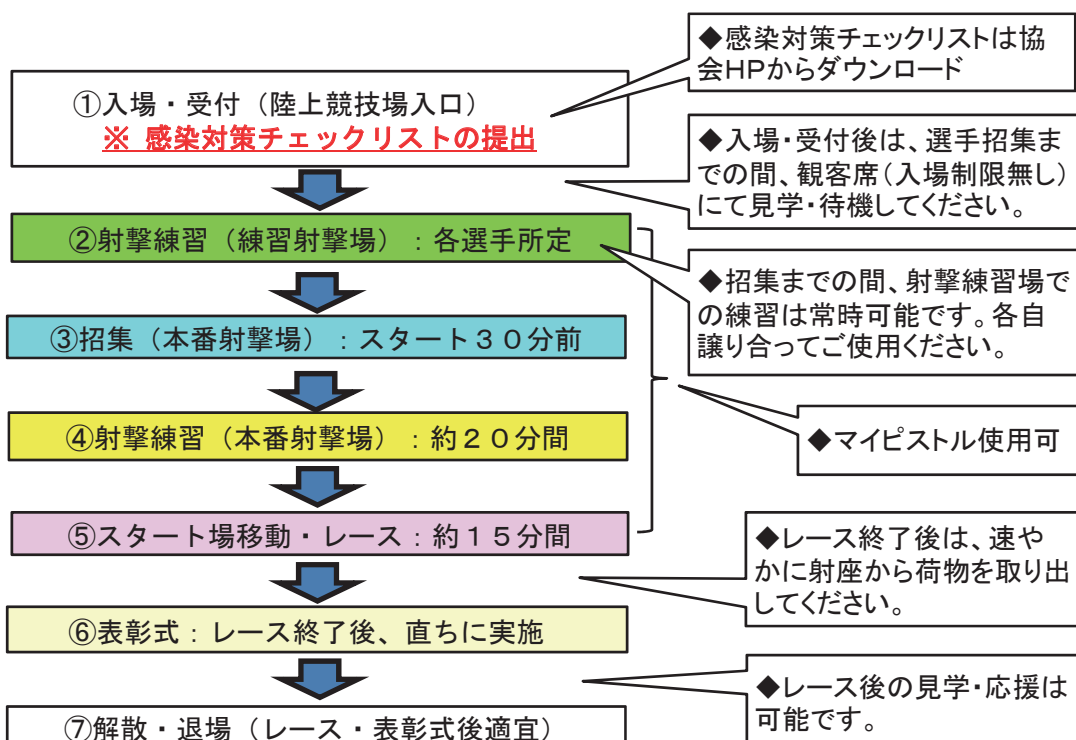 ①入場・受付（陸上競技場入口）
※ 感染対策チェックリストの提出
◆感染対策チェックリストは協
会HPからダウンロード
◆入場・受付後は、選手招集ま
での間、観客席（入場制限無し）
にて見学・待機してください。
②射撃練習（練習射撃場）：各選手所定
◆招集までの間、射撃練習場で
の練習は常時可能です。各自
譲り合ってご使用ください。
③招集（本番射撃場）：スタート３０分前
④射撃練習（本番射撃場）：約２０分間
◆マイピストル使用可
⑤スタート場移動・レース：約１５分間
◆レース終了後は、速や
かに射座から荷物を取り出
してください。
⑥表彰式：レース終了後、直ちに実施
◆レース後の見学・応援は
可能です。
⑦解散・退場（レース・表彰式後適宜）